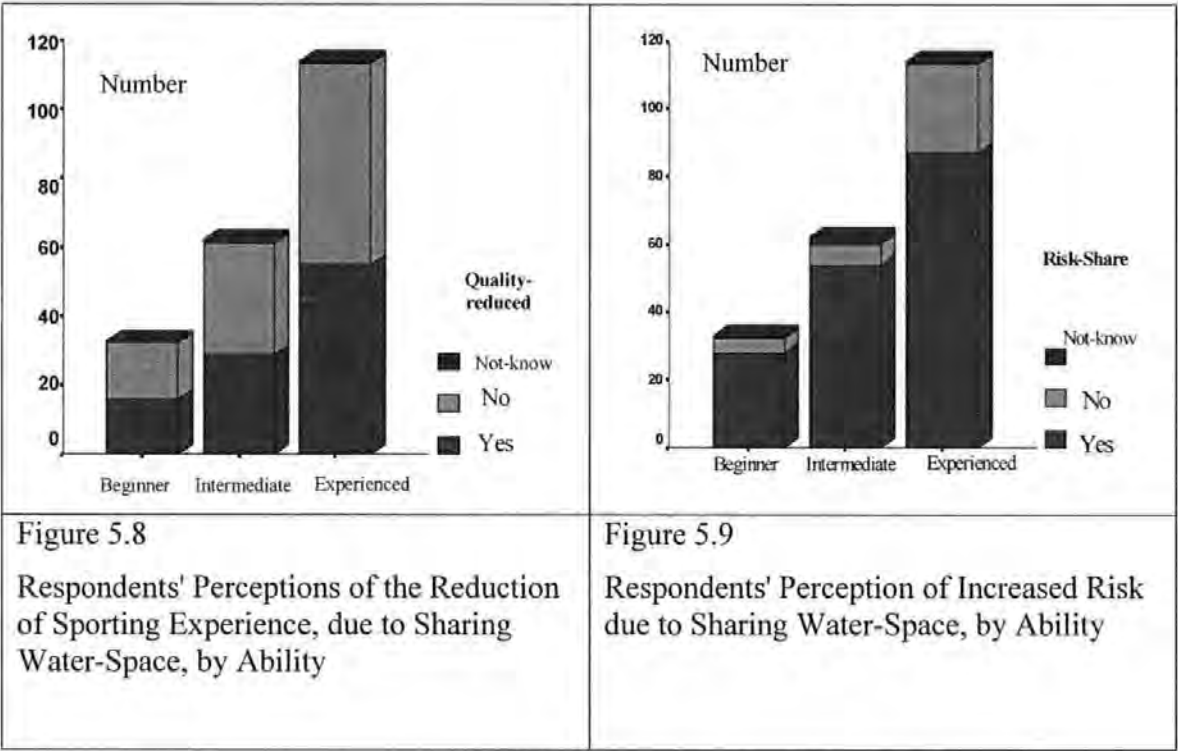 120
100
80
60
40
20
0
Number
Beginner Intermediate Experienced
Quality-
reduced
Not-know
No
Yes
120
100
80
60
40
20
0
Number
Beginner Intermediate Experienced
Risk-Share
Not-know
No
Yes
Figure 5.8
Respondents' Perceptions of the Reduction
of Sporting Experience, due to Sharing
Water-Space, by Ability
Figure 5.9
Respondents' Perception of Increased Risk
due to Sharing Water-Space, by Ability